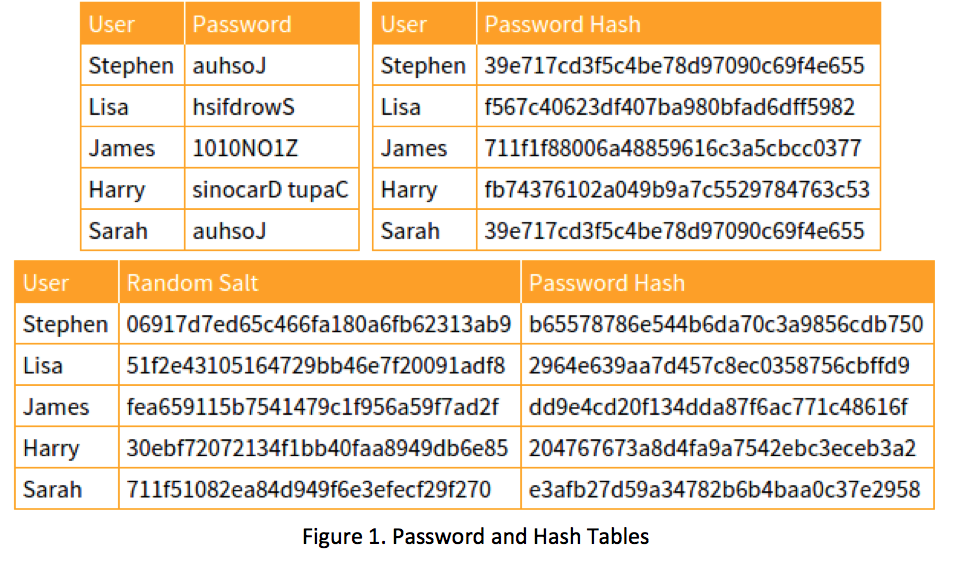 User Password
Stephen auhsoJ
Lisa hsifdrowS
James 1010NO1Z
Harry sinocarD tupaC
Sarah auhsoJ
User Password Hash
Stephen 39e717cd3f5c4be78d97090c69f4e655
Lisa f567c40623df407ba980bfad6dff5982
James 711f1f88006a48859616c3a5cbcc0377
Harry fb74376102a049b9a7c5529784763c53
Sarah 39e717cd3f5c4be78d97090c69f4e655
User Random Salt Password Hash
Stephen 06917d7ed65c466fa180a6fb62313ab9 b65578786e544b6da70c3a9856cdb750
Lisa 51f2e43105164729bb46e7f20091adf8 2964e639aa7d457c8ec0358756cbffd9
James fea659115b7541479c1f956a59f7ad2f dd9e4cd20f134dda87f6ac771c48616f
Harry 30ebf72072134f1bb40faa8949db6e85 204767673a8d4fa9a7542ebc3eceb3a2
Sarah 711f51082ea84d949f6e3efecf29f270 e3afb27d59a34782b6b4baa0c37e2958
Figure 1. Password and Hash Tables